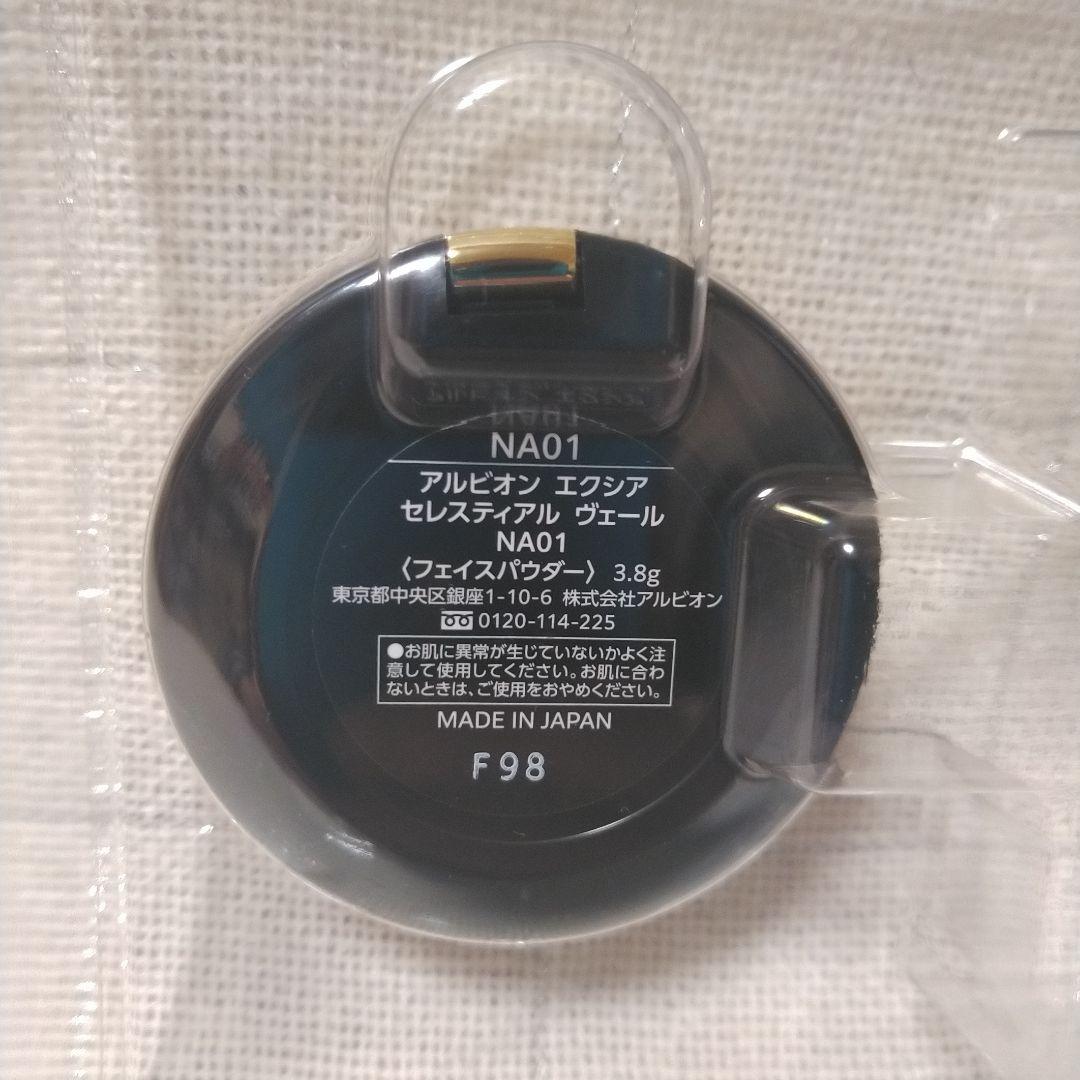 NA01
アルビオン エクシア
セレスティアル ヴェール
NA01
〈フェイスパウダー〉 3.8g
東京都中央区銀座1-10-6 株式会社アルビオン
0120-114-225
●お肌に異常が生じていないかよく注
意して使用してください。お肌に合わ
ないときは、ご使用をおやめください。
MADE IN JAPAN
F98